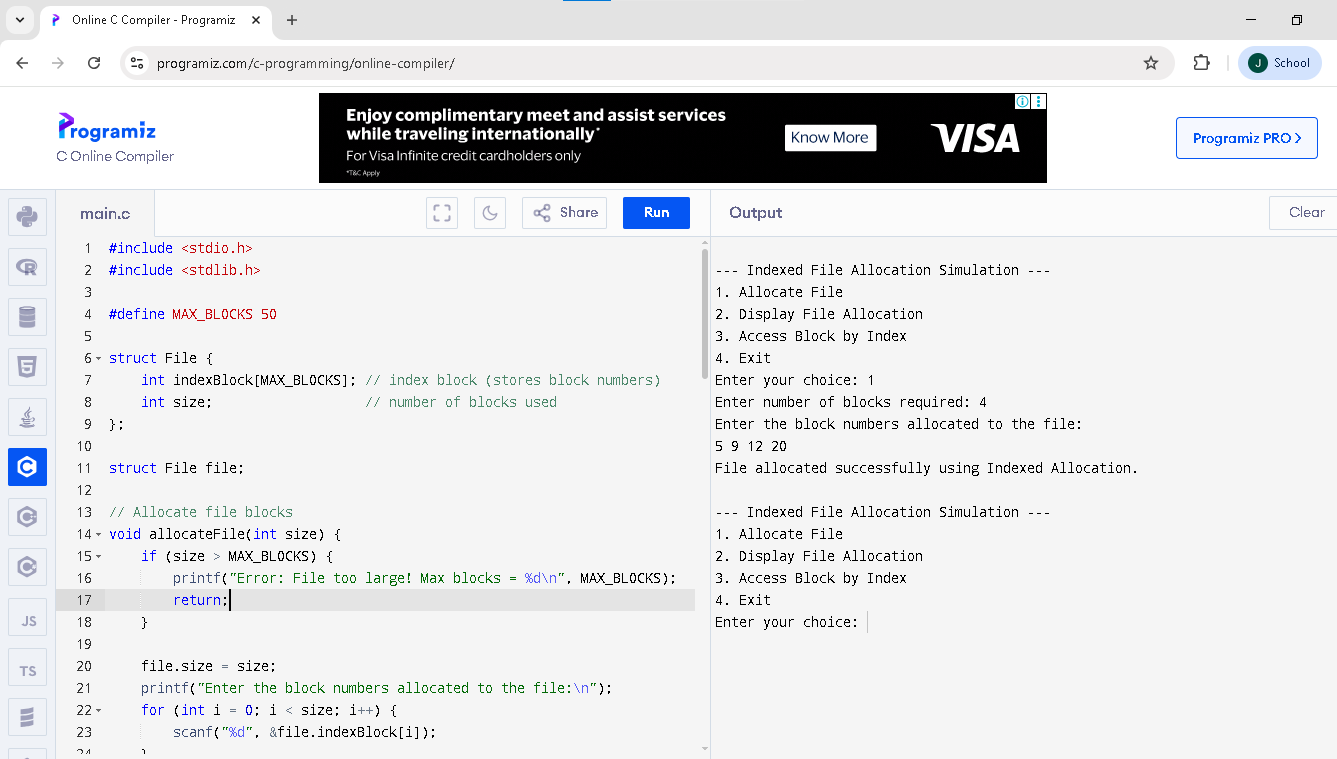 Online C Compiler - Programiz
programiz.com/c-programming/online-compiler/
J School
Programiz
C Online Compiler
Enjoy complimentary meet and assist services
while traveling internationally*
For Visa Infinite credit cardholders only
*T&C Apply
Know More
VISA
Programiz PRO >
main.c
Share
Run
Output
Clear
1 #include <stdio.h>
2 #include <stdlib.h>
3
4 #define MAX_BLOCKS 50
5
6 struct File {
7     int indexBlock[MAX_BLOCKS]; // index block (stores block numbers)
8     int size;                   // number of blocks used
9 };
10
11 struct File file;
12
13 // Allocate file blocks
14 void allocateFile(int size) {
15     if (size > MAX_BLOCKS) {
16         printf("Error: File too large! Max blocks = %d\n", MAX_BLOCKS);
17         return;
18     }
19
20     file.size = size;
21     printf("Enter the block numbers allocated to the file:\n");
22     for (int i = 0; i < size; i++) {
23         scanf("%d", &file.indexBlock[i]);
24     }
--- Indexed File Allocation Simulation ---
1. Allocate File
2. Display File Allocation
3. Access Block by Index
4. Exit
Enter your choice: 1
Enter number of blocks required: 4
Enter the block numbers allocated to the file:
5 9 12 20
File allocated successfully using Indexed Allocation.
--- Indexed File Allocation Simulation ---
1. Allocate File
2. Display File Allocation
3. Access Block by Index
4. Exit
Enter your choice:
JS
TS